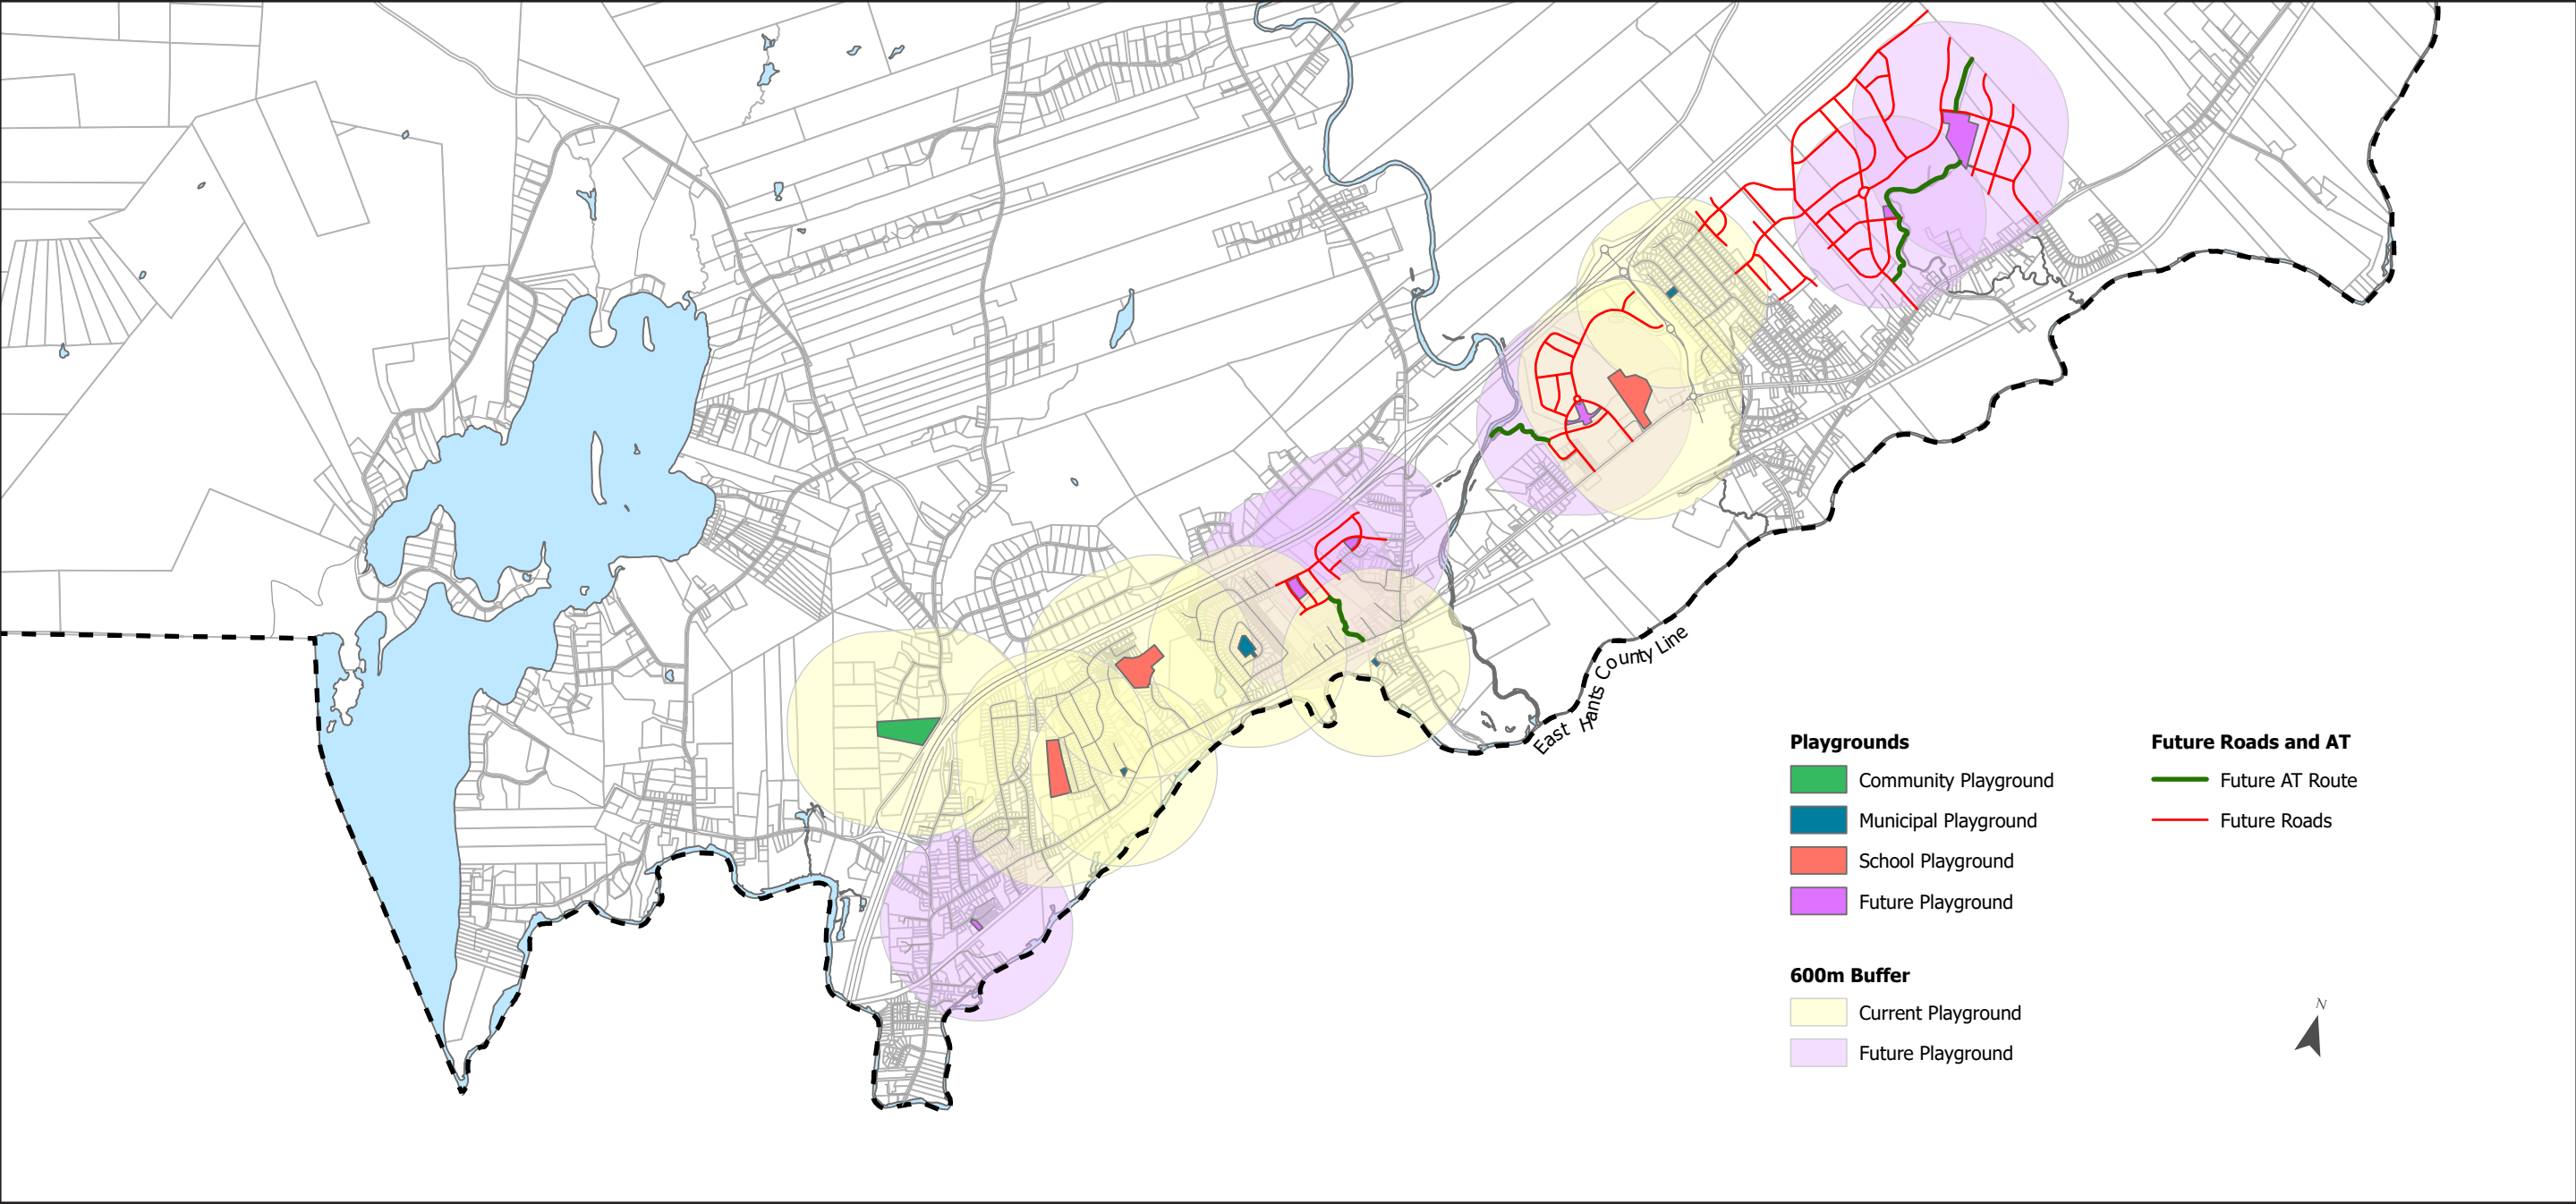 East Hants County Line
Playgrounds
Community Playground
Municipal Playground
School Playground
Future Playground
600m Buffer
Current Playground
Future Playground
Future Roads and AT
Future AT Route
Future Roads
N